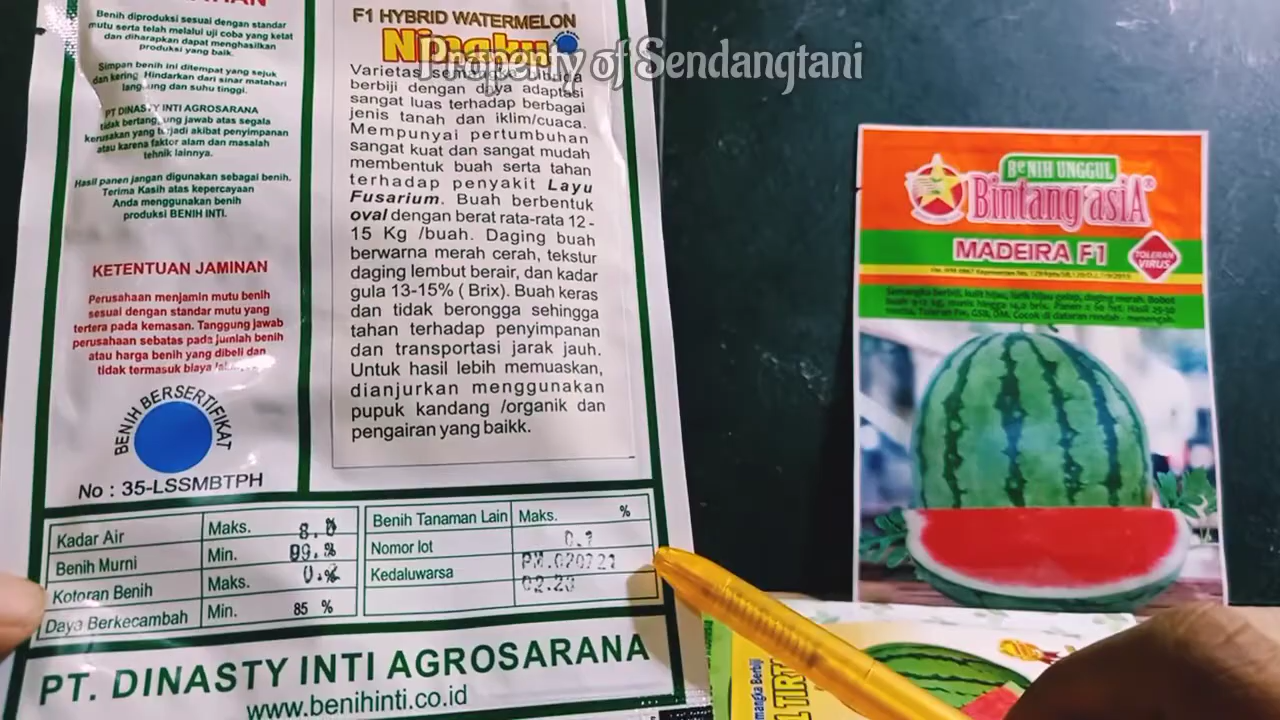 Benih diproduksi sesuai dengan standar
mutu serta telah melalui uji coba yang ketat
dan diharapkan dapat menghasilkan
produksi yang baik.
Simpan benih ini ditempat yang sejuk
dan kering. Hindarkan dari sinar matahari
langsung dan suhu tinggi.
PT DINASTY INTI AGROSARANA
tidak bertanggung jawab atas segala
kerusakan yang terjadi akibat penyimpanan
atau karena faktor alam dan masalah
tehnik lainnya.
Hasil panen jangan digunakan sebagai benih.
Terima Kasih atas kepercayaan
Anda menggunakan benih
produksi BENIH INTI.
KETENTUAN JAMINAN
Perusahaan menjamin mutu benih
sesuai dengan standar mutu yang
tertera pada kemasan. Tanggung jawab
perusahaan sebatas pada jumlah benih
atau harga benih yang dibeli dan
tidak termasuk biaya
BENIH BERSERTIFIKAT
No : 35-LSSMBTPH
F1 HYBRID WATERMELON
Property of Sendangtani
Varietas semangka hibrida
berbiji dengan daya adaptasi
sangat luas terhadap berbagai
jenis tanah dan iklim/cuaca.
Mempunyai pertumbuhan
sangat kuat dan sangat mudah
membentuk buah serta tahan
terhadap penyakit Layu
Fusarium. Buah berbentuk
oval dengan berat rata-rata 12-
15 Kg /buah. Daging buah
berwarna merah cerah, tekstur
daging lembut berair, dan kadar
gula 13-15% ( Brix). Buah keras
dan tidak berongga sehingga
tahan terhadap penyimpanan
dan transportasi jarak jauh.
Untuk hasil lebih memuaskan,
dianjurkan menggunakan
pupuk kandang /organik dan
pengairan yang baikk.
Kadar Air Maks. %
Benih Murni Min. %
Kotoran Benih Maks. %
Daya Berkecambah Min. 85 %
Benih Tanaman Lain Maks. %
Nomor lot
Kedaluwarsa
PT. DINASTY INTI AGROSARANA
www.benihinti.co.id
BENIH UNGGUL
Bintang asiA®
MADEIRA F1
TOLERAN
VIRUS